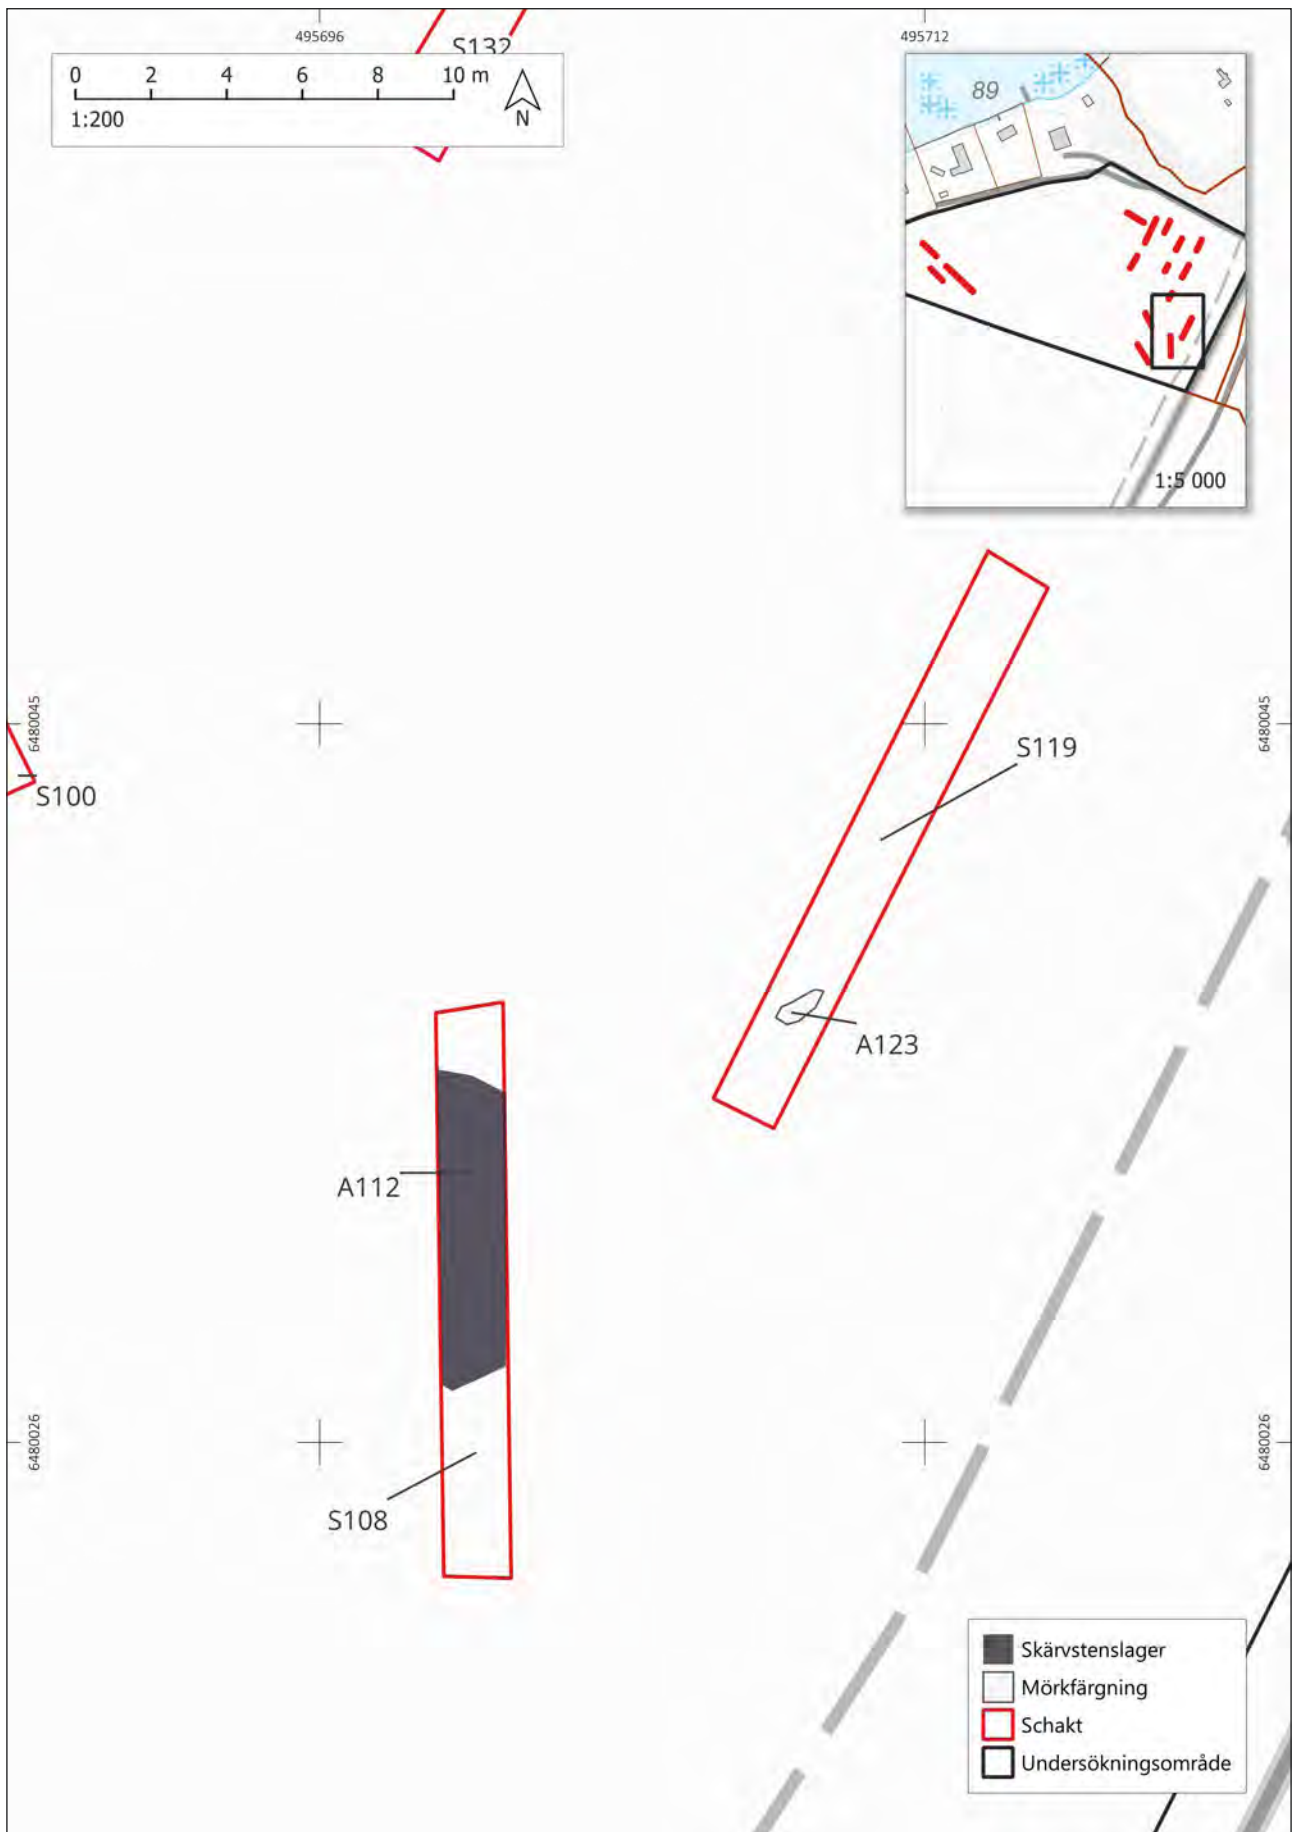 495696
495712
S132
0 2 4 6 8 10 m
1:200
N
89
1:5 000
6480045
6480045
S119
S100
A123
A112
6480026
6480026
S108
Skärvstenslager
Mörkfärgning
Schakt
Undersökningsområde